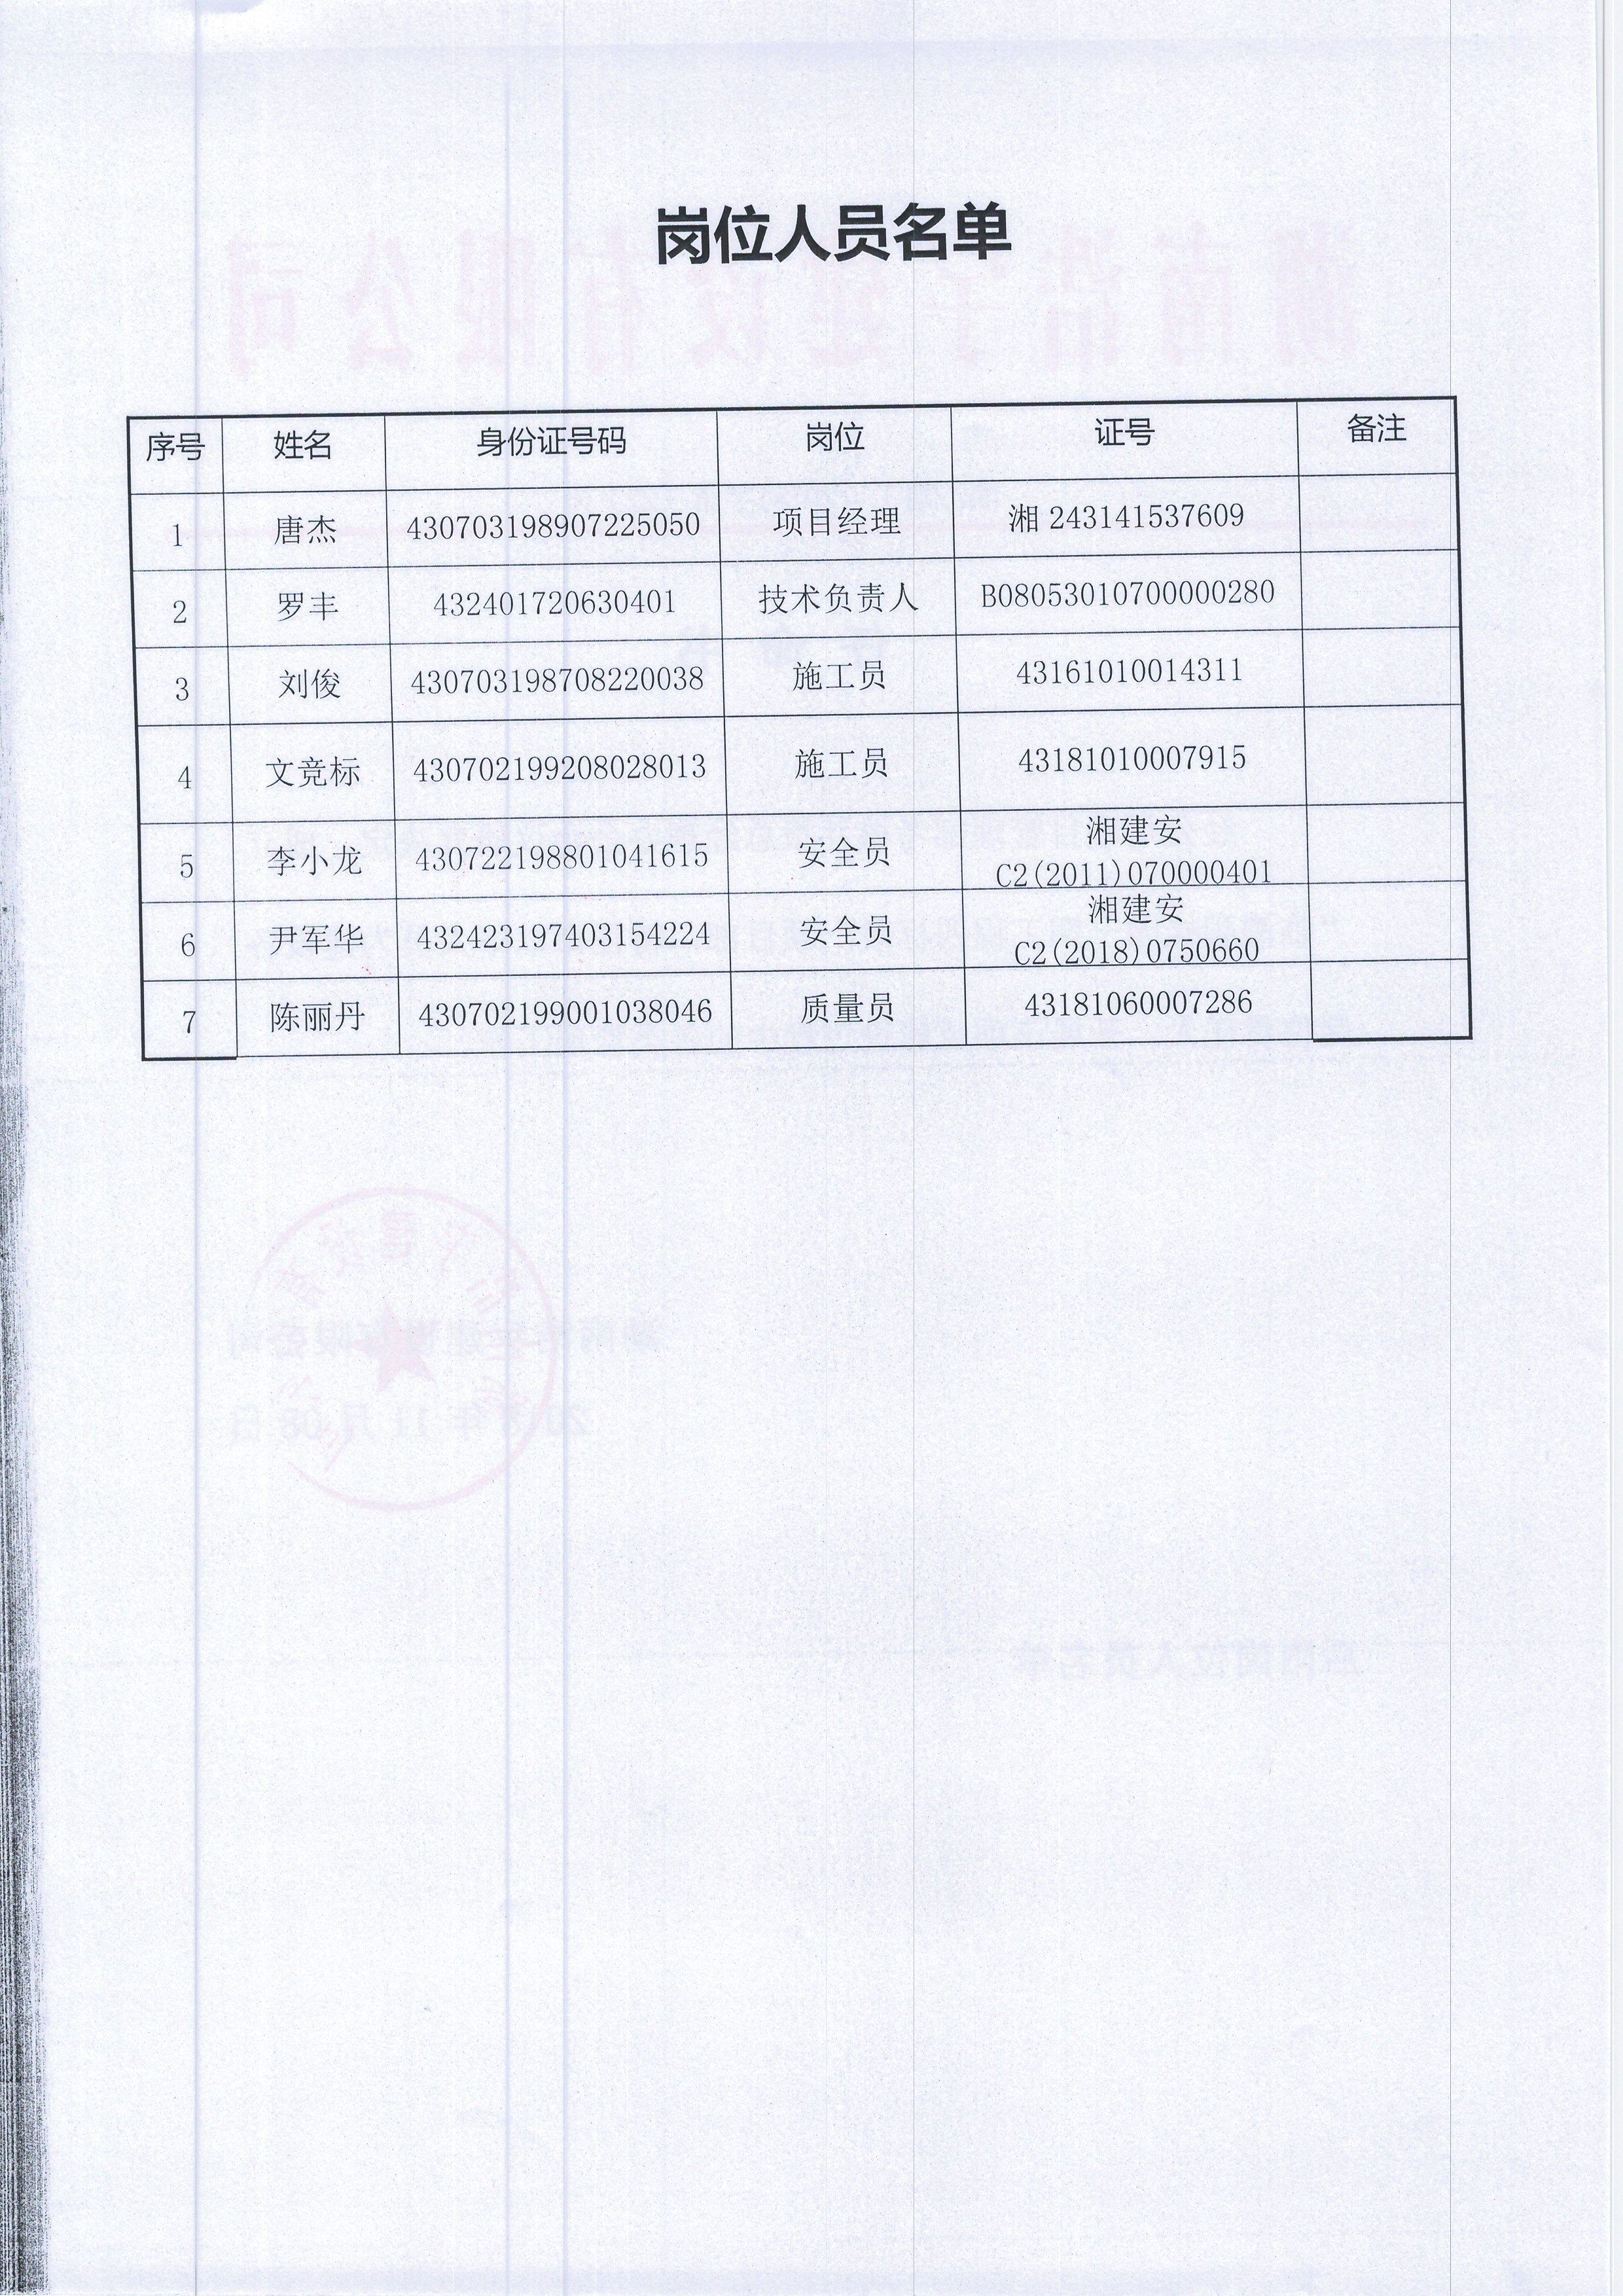 岗位人员名单
序号 姓名 身份证号码 岗位 证号 备注
1 唐杰 430703198907225050 项目经理 湘 243141537609
2 罗丰 432401720630401 技术负责人 B08053010700000280
3 刘俊 430703198708220038 施工员 43161010014311
4 文竞标 430702199208028013 施工员 43181010007915
5 李小龙 430722198801041615 安全员 湘建安
C2(2011)070000401
6 尹军华 432423197403154224 安全员 湘建安
C2(2018)0750660
7 陈丽丹 430702199001038046 质量员 43181060007286